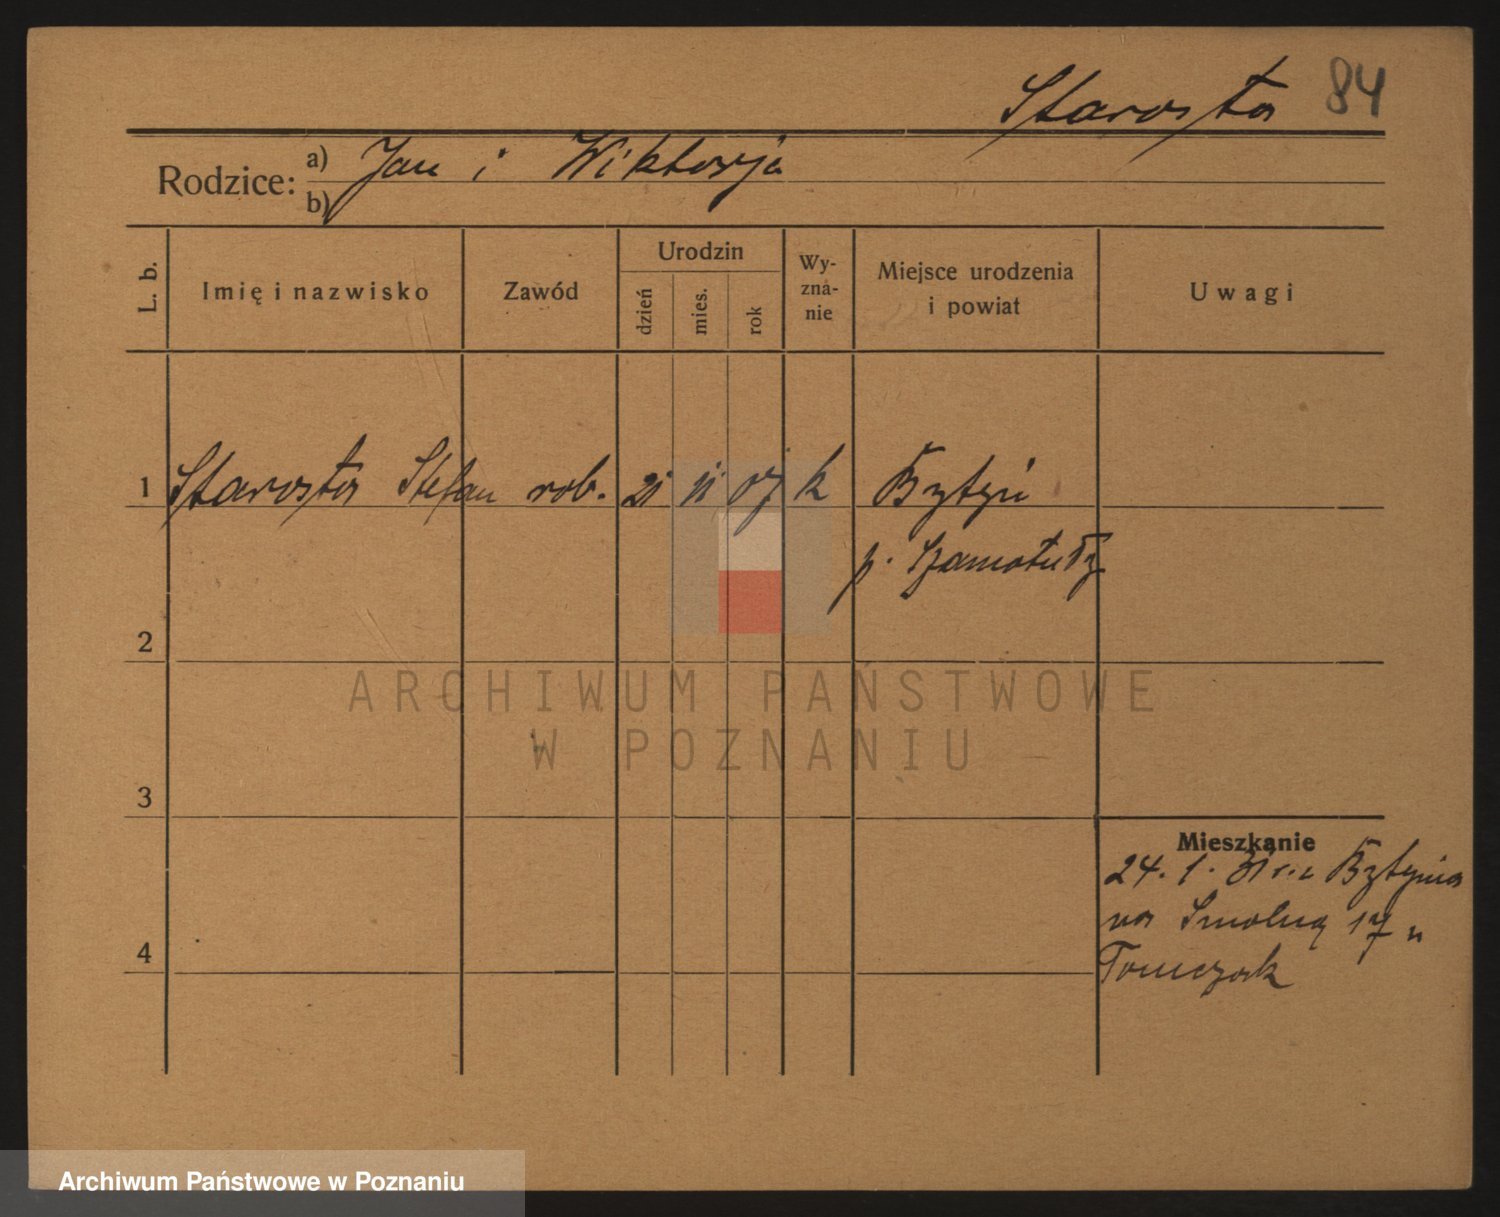 Starosta 84
Rodzice: a) Jan i Wiktorja
b)
L. b.
Imię i nazwisko
Zawód
Urodzin
dzień
mies.
rok
Wy-
zna-
nie
Miejsce urodzenia
i powiat
Uwagi
1 Starosta Stefan rob. 21 11 07 k Bytyń
p. Szamotuły
2
ARCHIWUM PAŃSTWOWE
W POZNANIU
3
Mieszkanie
24. 1. 31 r. z Bytynia
na Smolną 17 u
4
Tomczak
Archiwum Państwowe w Poznaniu